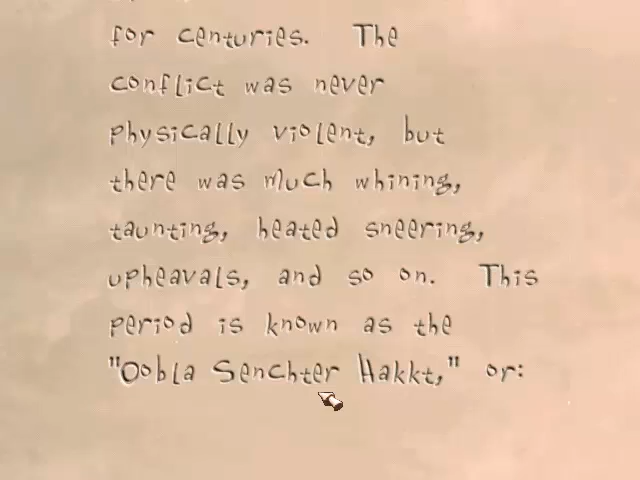 for centuries. The
conflict was never
physically violent, but
there was much whining,
taunting, heated sneering,
upheavals, and so on. This
period is known as the
"Oobla Senchter Hakkt," or: